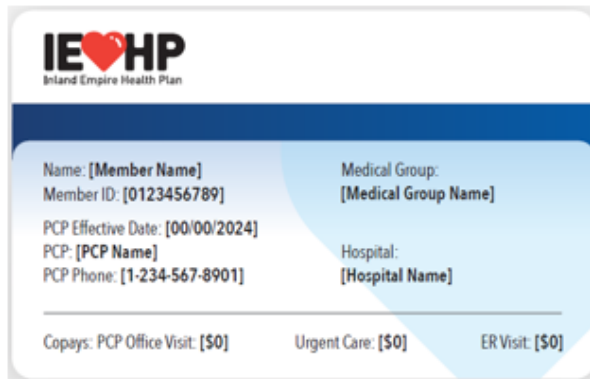 IEHP
Inland Empire Health Plan
Name: [Member Name]
Member ID: [0123456789]
PCP Effective Date: [00/00/2024]
PCP: [PCP Name]
PCP Phone: [1-234-567-8901]
Medical Group:
[Medical Group Name]
Hospital:
[Hospital Name]
Copays: PCP Office Visit: [$0] Urgent Care: [$0] ER Visit: [$0]